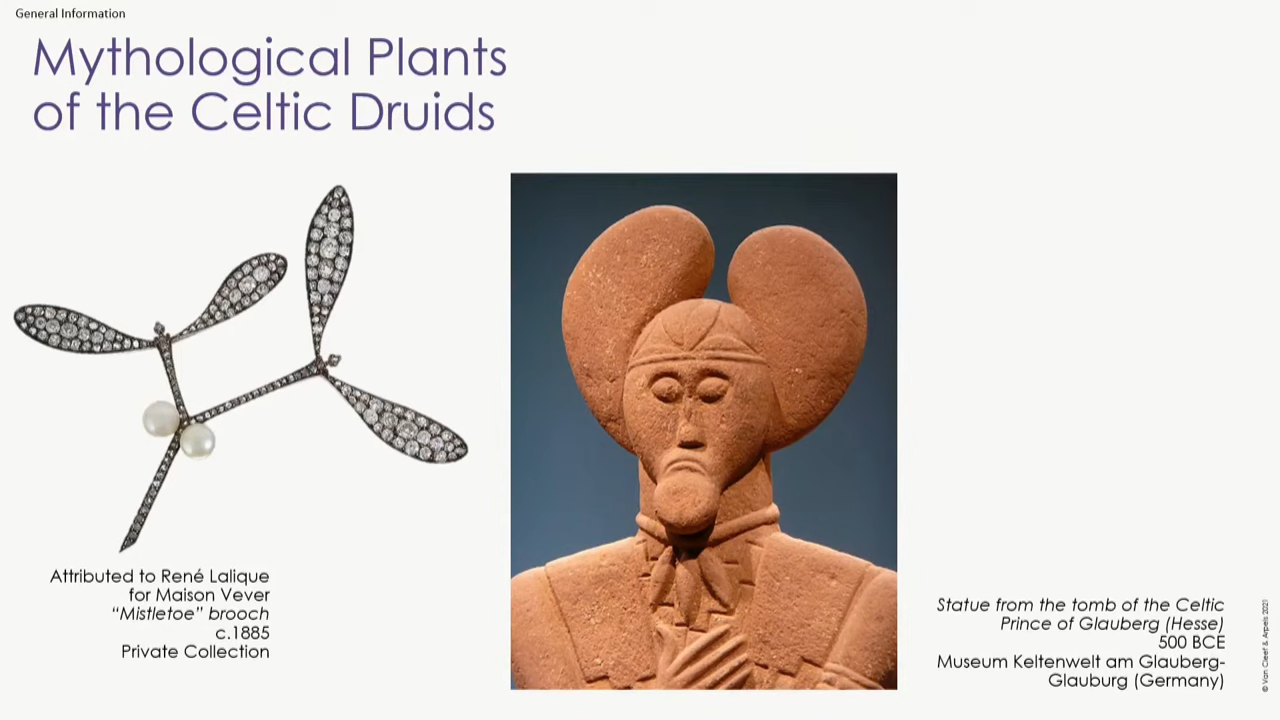 General Information
Mythological Plants
of the Celtic Druids
Attributed to René Lalique
for Maison Vever
“Mistletoe” brooch
c.1885
Private Collection
Statue from the tomb of the Celtic
Prince of Glauberg (Hesse)
500 BCE
Museum Keltenwelt am Glauberg-
Glauburg (Germany)
© Van Cleef & Arpels 2021